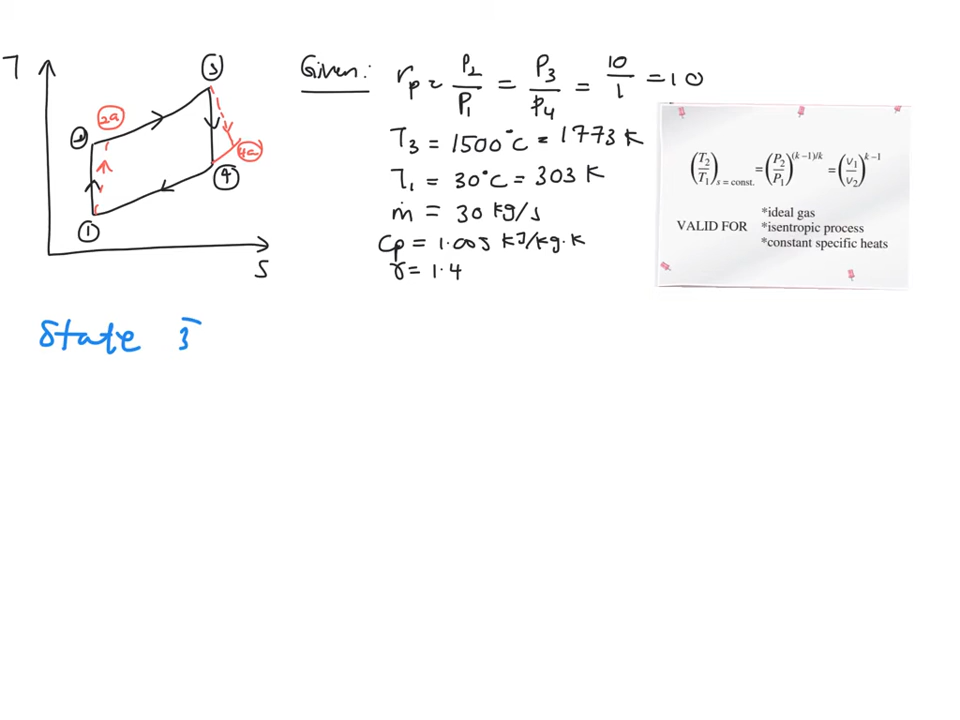 T
③
2a
②
4a
④
①
S
Given: rp = P2/P1 = P3/P4 = 10/1 = 10
T3 = 1500°C = 1773 K
T1 = 30°C = 303 K
ṁ = 30 kg/s
Cp = 1.005 KJ/kg.K
γ = 1.4
(T2/T1)s = const. = (P2/P1)^(k−1)/k = (v1/v2)^k−1
VALID FOR
*ideal gas
*isentropic process
*constant specific heats
State 3